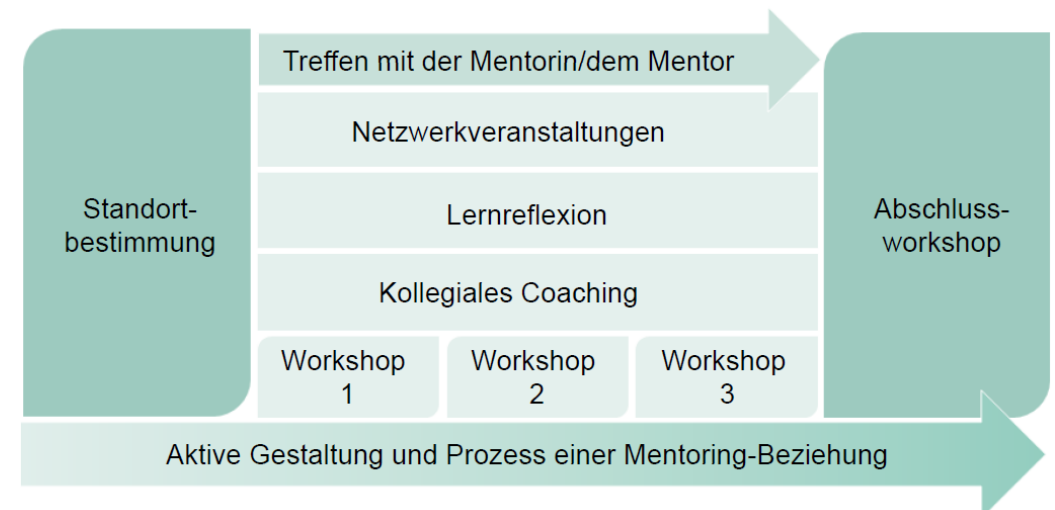 Standort-
bestimmung
Treffen mit der Mentorin/dem Mentor
Netzwerkveranstaltungen
Lernreflexion
Kollegiales Coaching
Workshop
1
Workshop
2
Workshop
3
Abschluss-
workshop
Aktive Gestaltung und Prozess einer Mentoring-Beziehung